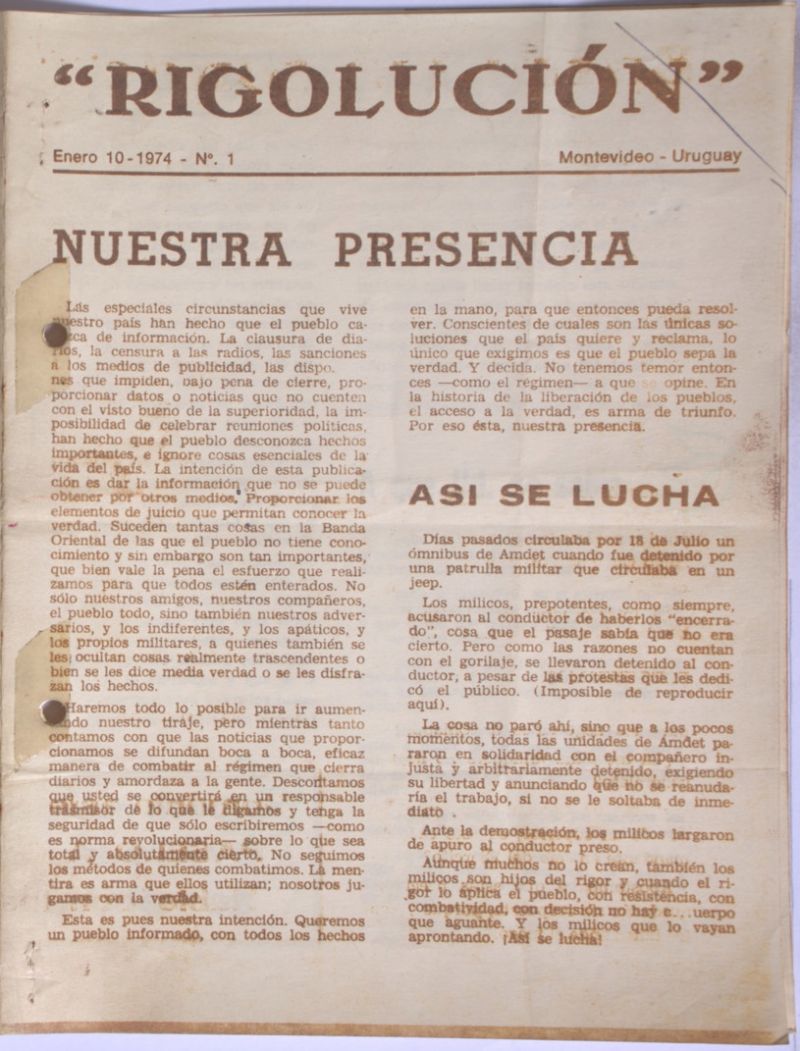 “RIGOLUCIÓN”
Enero 10-1974 - Nº. 1
Montevideo - Uruguay
NUESTRA PRESENCIA
Lás especiales circunstancias que vive
nuestro país han hecho que el pueblo ca-
rezca de información. La clausura de dia-
rios, la censura a las radios, las sanciones
a los medios de publicidad, las dispo.
nes que impiden, bajo pena de cierre, pro-
porcionar datos o noticias que no cuenten
con el visto bueno de la superioridad, la im-
posibilidad de celebrar reuniones políticas,
han hecho que el pueblo desconozca hechos
importantes, e ignore cosas esenciales de la
vida del país. La intención de esta publica-
ción es dar la información que no se puede
obtener por otros medios. Proporcionar los
elementos de juicio que permitan conocer la
verdad. Suceden tantas cosas en la Banda
Oriental de las que el pueblo no tiene cono-
cimiento y sin embargo son tan importantes,
que bien vale la pena el esfuerzo que reali-
zamos para que todos estén enterados. No
sólo nuestros amigos, nuestros compañeros,
el pueblo todo, sino también nuestros adver-
sarios, y los indiferentes, y los apáticos, y
los propios militares, a quienes también se
les ocultan cosas realmente trascendentes o
bien se les dice media verdad o se les disfra-
zan los hechos.
Haremos todo lo posible para ir aumen-
tando nuestro tiraje, pero mientras tanto
contamos con que las noticias que propor-
cionamos se difundan boca a boca, eficaz
manera de combatir al régimen que cierra
diarios y amordaza a la gente. Descontamos
que usted se convertirá en un responsable
trasmisor de lo que le digamos y tenga la
seguridad de que sólo escribiremos —como
es norma revolucionaria— sobre lo que sea
total y absolutamente cierto. No seguimos
los métodos de quienes combatimos. La men-
tira es arma que ellos utilizan; nosotros ju-
gamos con la verdad.
Esta es pues nuestra intención. Queremos
un pueblo informado, con todos los hechos
en la mano, para que entonces pueda resol-
ver. Conscientes de cuales son las únicas so-
luciones que el país quiere y reclama, lo
único que exigimos es que el pueblo sepa la
verdad. Y decida. No tenemos temor enton-
ces —como el régimen— a que se opine. En
la historia de la liberación de los pueblos,
el acceso a la verdad, es arma de triunfo.
Por eso ésta, nuestra presencia.
ASI SE LUCHA
Días pasados circulaba por 18 de Julio un
ómnibus de Amdet cuando fue detenido por
una patrulla militar que circulaba en un
jeep.
Los milicos, prepotentes, como siempre,
acusaron al conductor de haberlos “encerra-
do”, cosa que el pasaje sabía que no era
cierto. Pero como las razones no cuentan
con el gorilaje, se llevaron detenido al con-
ductor, a pesar de las protestas que les dedi-
có el público. (Imposible de reproducir
aquí).
La cosa no paró ahí, sino que a los pocos
momentos, todas las unidades de Amdet pa-
raron en solidaridad con el compañero in-
justa y arbitrariamente detenido, exigiendo
su libertad y anunciando que no se reanuda-
ría el trabajo, si no se le soltaba de inme-
diato .
Ante la demostración, los milicos largaron
de apuro al conductor preso.
Aunque muchos no lo crean, también los
milicos son hijos del rigor y cuando el ri-
gor lo aplica el pueblo, con resistencia, con
combatividad, con decisión no hay c...uerpo
que aguante. Y los milicos que lo vayan
aprontando. ¡Así se lucha!